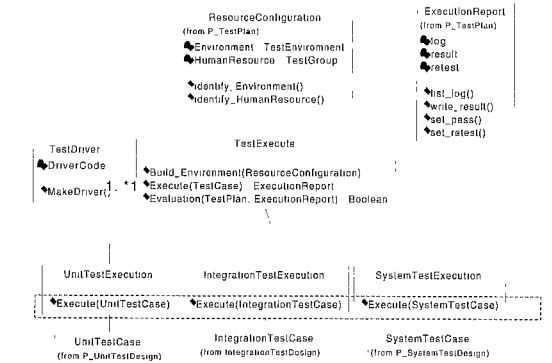 ResourceConfiguration
(from P_TestPlan)
Environment TestEnvironment
HumanResource TestGroup
identify_Environment()
identify_HumanResource()
ExecutionReport
(from P_TestPlan)
log
result
retest
list_log()
write_result()
set_pass()
set_retest()
TestDriver
DriverCode
MakeDriver()
1..*1
TestExecute
Build_Environment(ResourceConfiguration)
Execute(TestCase) ExecutionReport
Evaluation(TestPlan, ExecutionReport) Boolean
UnitTestExecution
Execute(UnitTestCase)
IntegrationTestExecution
Execute(IntegrationTestCase)
SystemTestExecution
Execute(SystemTestCase)
UnitTestCase
(from P_UnitTestDesign)
IntegrationTestCase
(from IntegrationTestDesign)
SystemTestCase
(from P_SystemTestDesign)